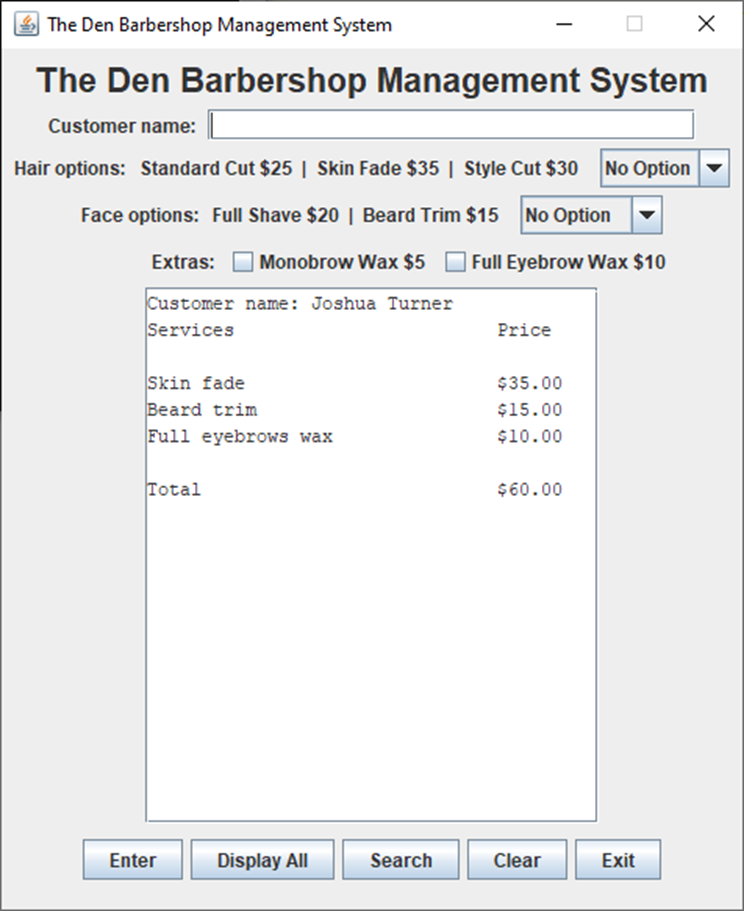 The Den Barbershop Management System
The Den Barbershop Management System
Customer name:
Hair options: Standard Cut $25 | Skin Fade $35 | Style Cut $30 No Option
Face options: Full Shave $20 | Beard Trim $15 No Option
Extras: Monobrow Wax $5 Full Eyebrow Wax $10
Customer name: Joshua Turner
Services Price
Skin fade $35.00
Beard trim $15.00
Full eyebrows wax $10.00
Total $60.00
Enter Display All Search Clear Exit